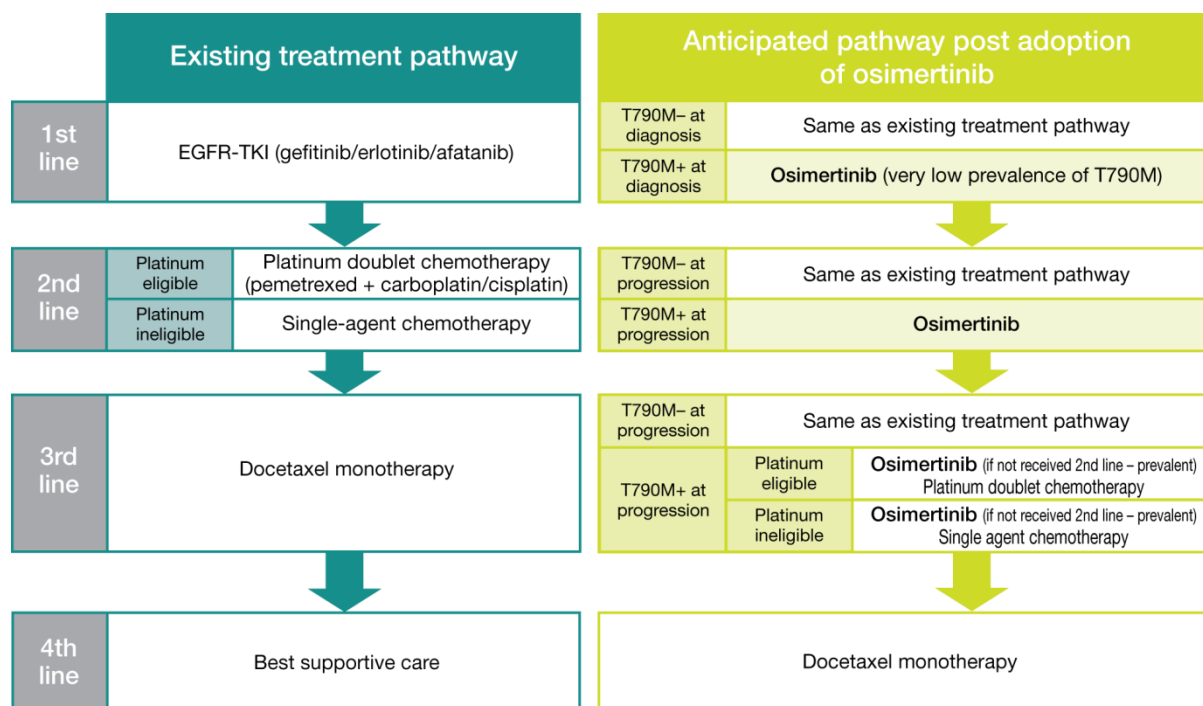 Existing treatment pathway
Anticipated pathway post adoption
of osimertinib
1st
line
EGFR-TKI (gefitinib/erlotinib/afatanib)
T790M– at
diagnosis
Same as existing treatment pathway
T790M+ at
diagnosis
Osimertinib (very low prevalence of T790M)
2nd
line
Platinum
eligible
Platinum doublet chemotherapy
(pemetrexed + carboplatin/cisplatin)
Platinum
ineligible
Single-agent chemotherapy
T790M– at
progression
Same as existing treatment pathway
T790M+ at
progression
Osimertinib
3rd
line
Docetaxel monotherapy
T790M– at
progression
Same as existing treatment pathway
T790M+ at
progression
Platinum
eligible
Osimertinib (if not received 2nd line – prevalent)
Platinum doublet chemotherapy
Platinum
ineligible
Osimertinib (if not received 2nd line – prevalent)
Single agent chemotherapy
4th
line
Best supportive care
Docetaxel monotherapy